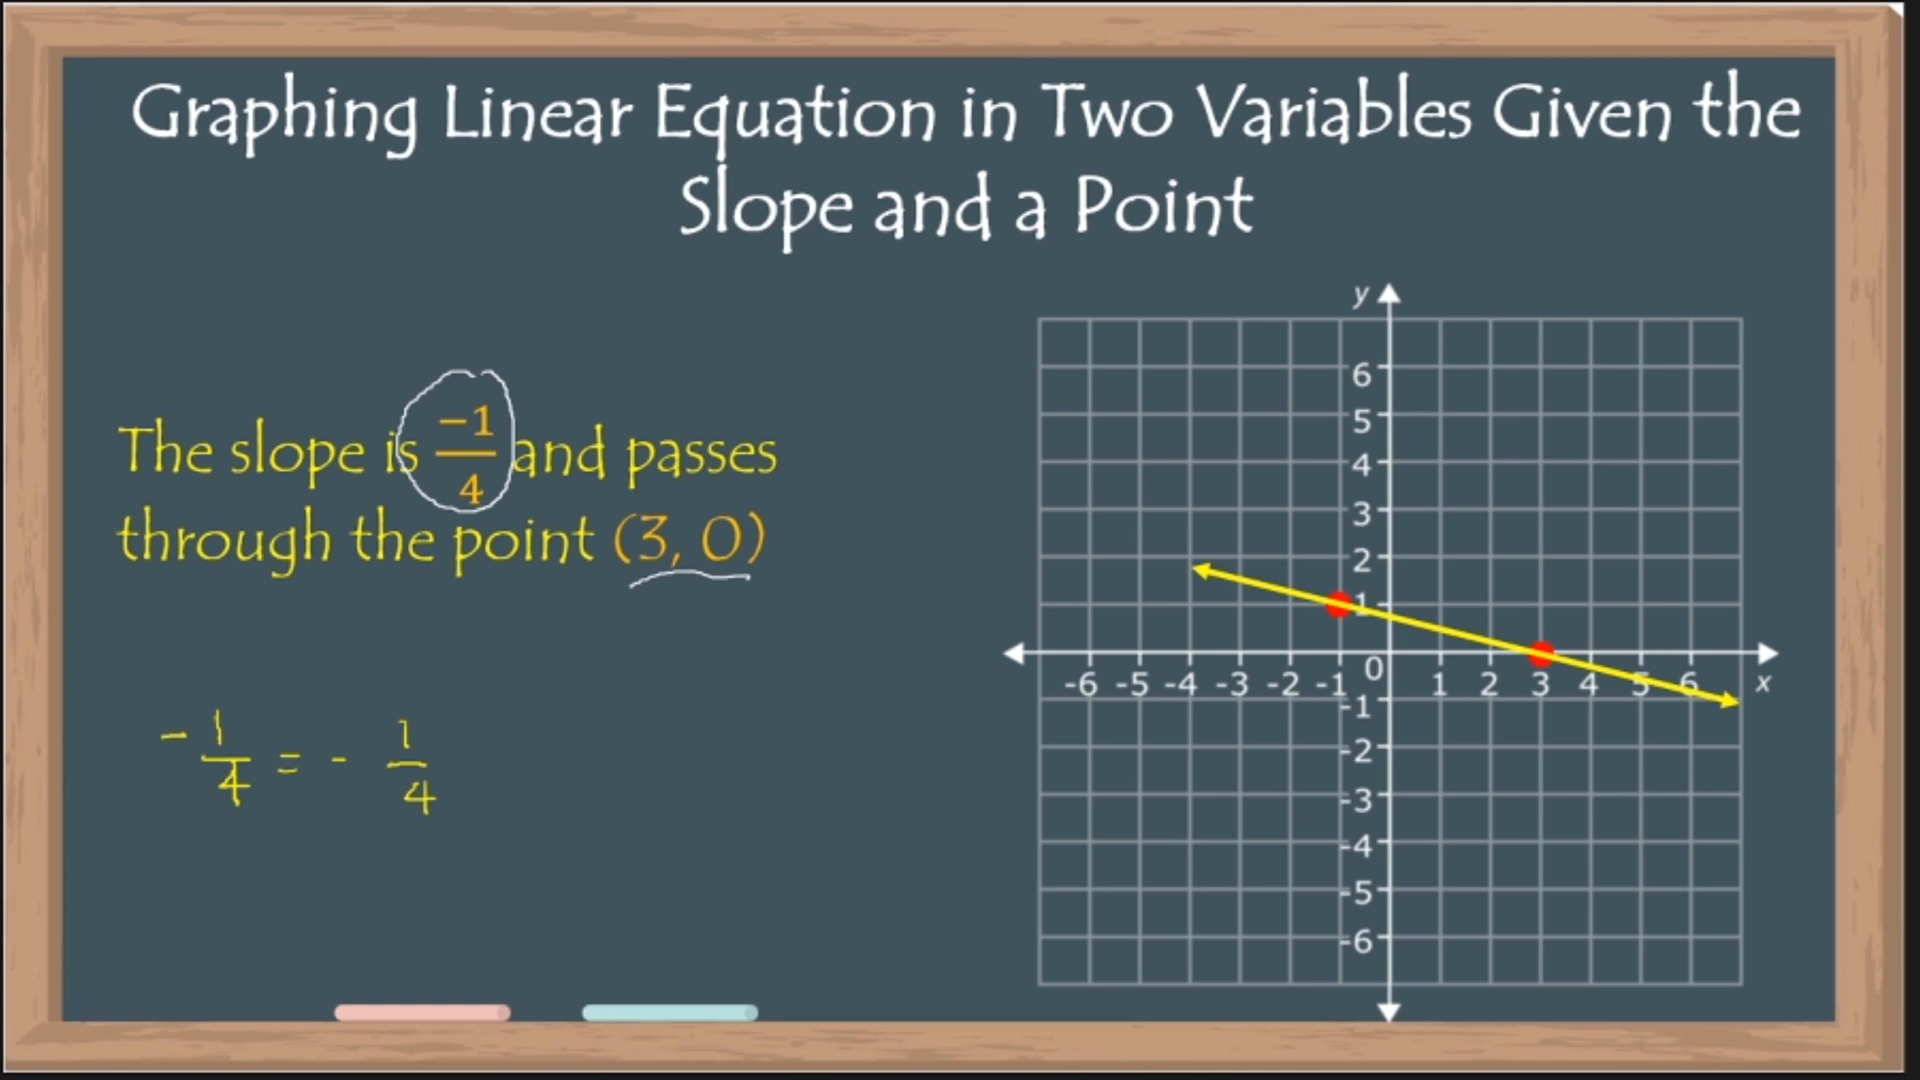 Graphing Linear Equation in Two Variables Given the
Slope and a Point
The slope is −1/4 and passes
through the point (3, 0)
- 1/4 = - 1/4
y
6
5
4
3
2
1
0
-6 -5 -4 -3 -2 -1 1 2 3 4 5 6 x
-1
-2
-3
-4
-5
-6